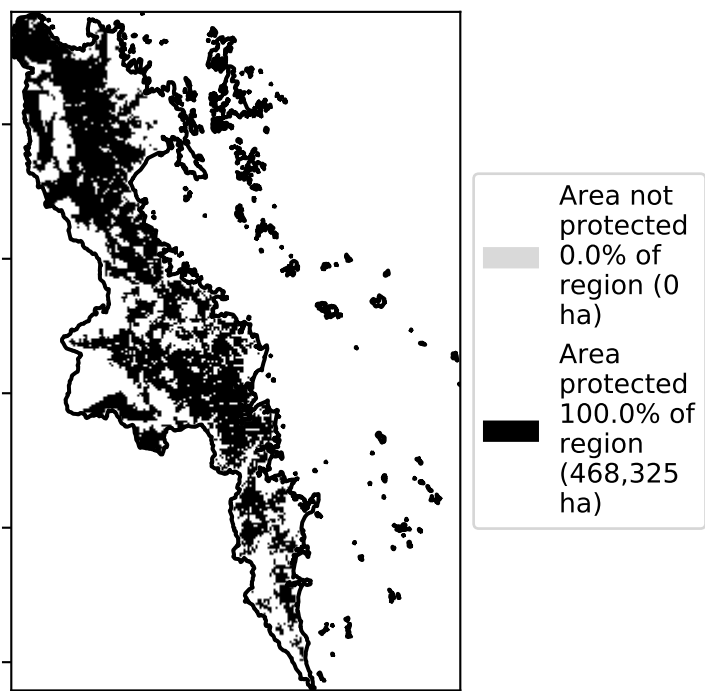 Area not
protected
0.0% of
region (0
ha)
Area
protected
100.0% of
region
(468,325
ha)